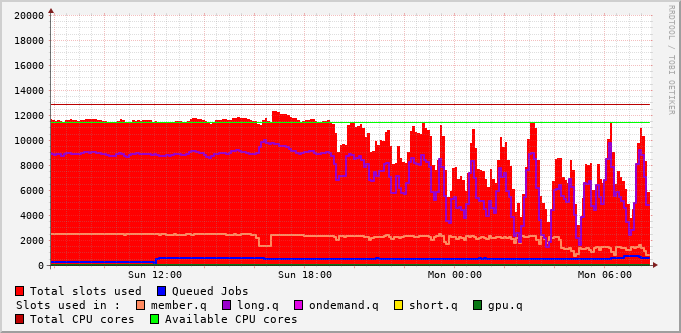 20000
18000
16000
14000
12000
10000
8000
6000
4000
2000
0
Sun 12:00 Sun 18:00 Mon 00:00 Mon 06:00
RRDTOOL / TOBI OETIKER
Total slots used Queued Jobs
Slots used in : member.q long.q ondemand.q short.q gpu.q
Total CPU cores Available CPU cores